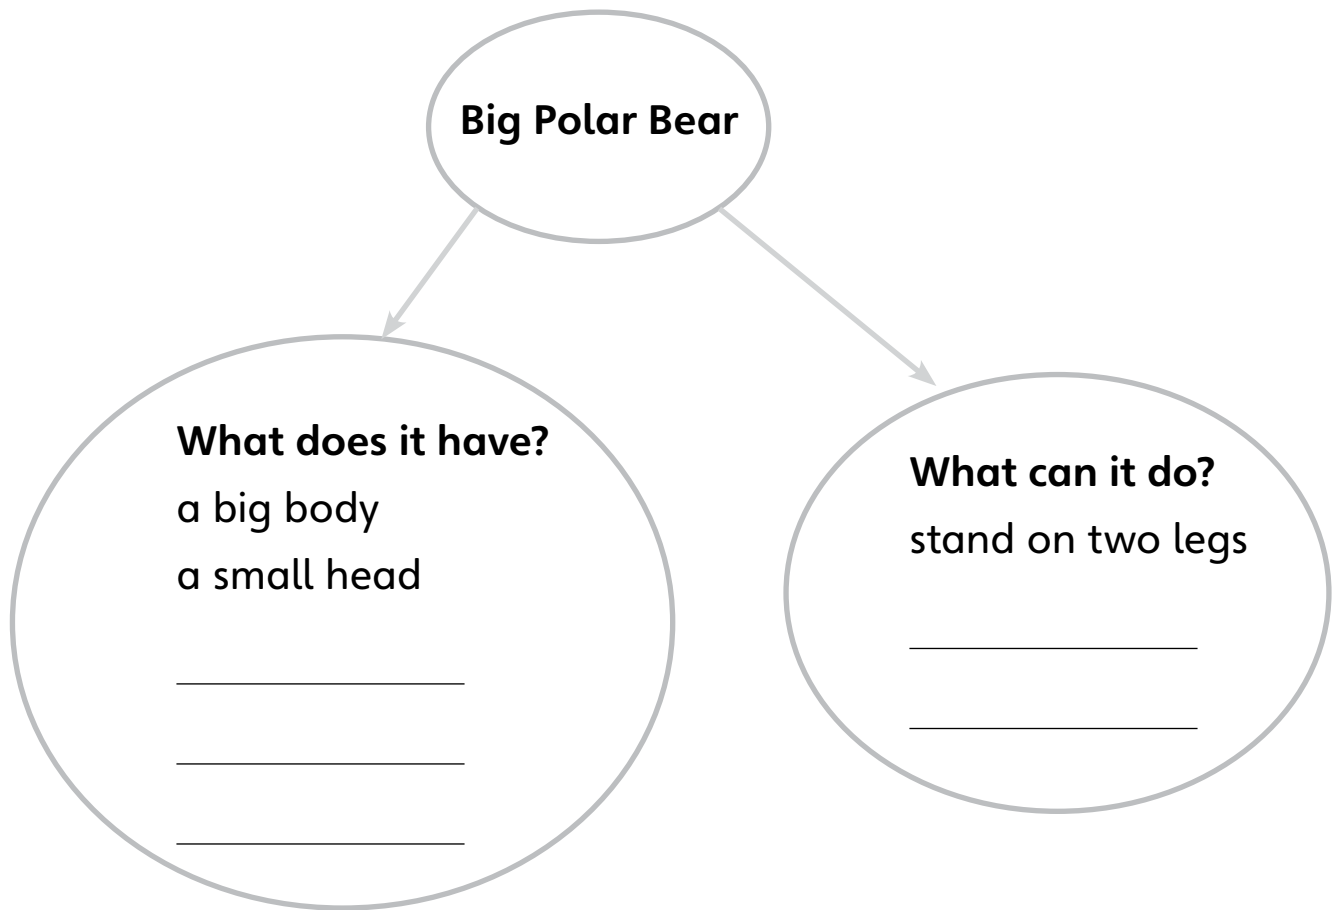 Big Polar Bear
What does it have?
a big body
a small head
What can it do?
stand on two legs